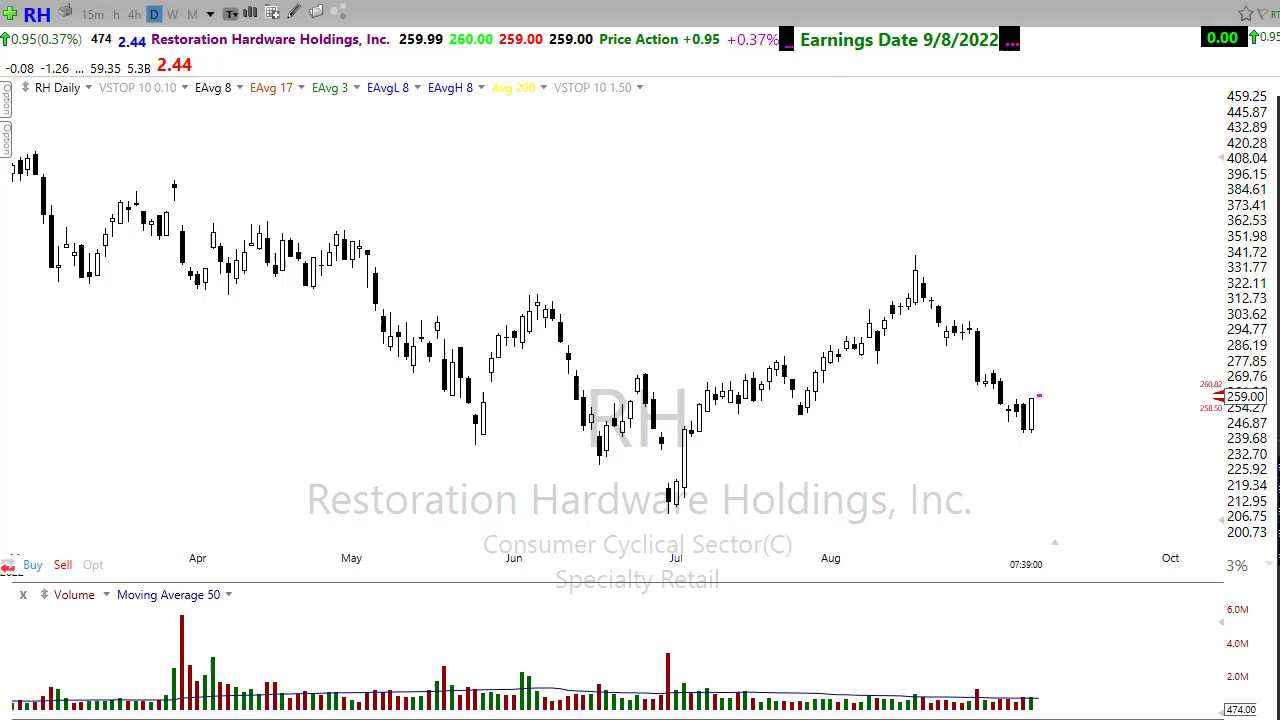 RH 15m h 4h D W M T
0.95(0.37%) 474 2.44 Restoration Hardware Holdings, Inc. 259.99 260.00 259.00 259.00 Price Action +0.95 +0.37% ... Earnings Date 9/8/2022 ... 0.00 0.95
-0.08 -1.26 ... 59.35 5.3B 2.44
RH Daily VSTOP 10 0.10 EAvg 8 EAvg 17 EAvg 3 EAvgL 8 EAvgH 8 Avg 200 VSTOP 10 1.50
Option
Option
459.25
445.87
432.89
420.28
408.04
396.15
384.61
373.41
362.53
351.98
341.72
331.77
322.11
312.73
303.62
294.77
286.19
277.85
269.76
260.82
259.00
258.50
254.27
246.87
239.68
232.70
225.92
219.34
212.95
206.75
200.73
RH
Restoration Hardware Holdings, Inc.
Consumer Cyclical Sector(C)
Specialty Retail
Apr May Jun Jul Aug Oct
07:39:00
Buy Sell Opt
3%
X Volume Moving Average 50
6.0M
4.0M
2.0M
474.00